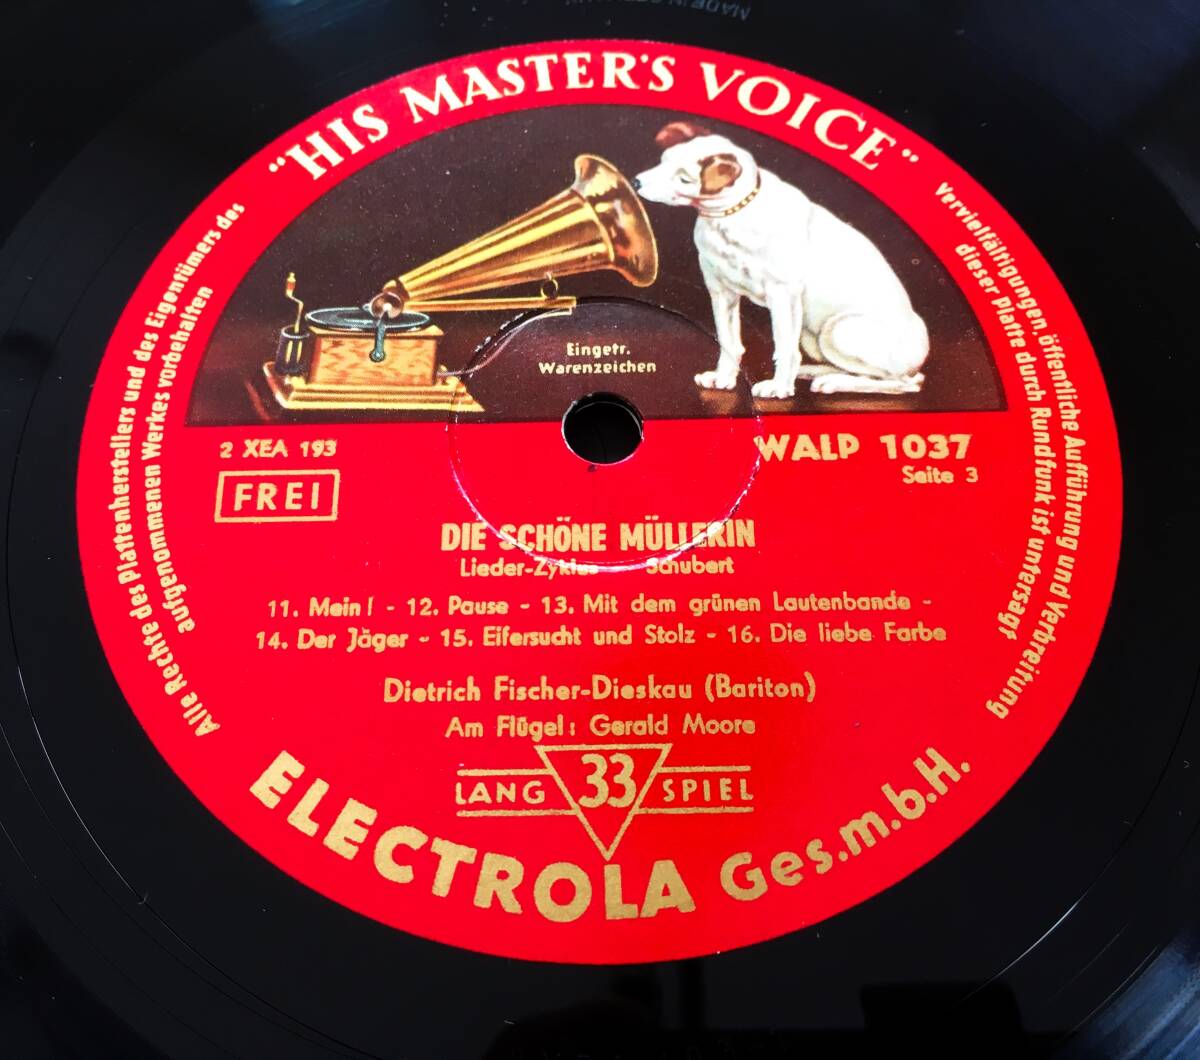 "HIS MASTER'S VOICE"
Alle Rechte des Plattenherstellers und des Eigentümers des
aufgenommenen Werkes vorbehalten
Vervielfältigungen, öffentliche Aufführung und Verbreitung
dieser Platte durch Rundfunk ist untersagt
Eingetr.
Warenzeichen
2 XEA 193
FREI
WALP 1037
Seite 3
DIE SCHÖNE MÜLLERIN
Lieder-Zyklus Schubert
11. Mein! - 12. Pause - 13. Mit dem grünen Lautenbande -
14. Der Jäger - 15. Eifersucht und Stolz - 16. Die liebe Farbe
Dietrich Fischer-Dieskau (Bariton)
Am Flügel: Gerald Moore
LANG 33 SPIEL
ELECTROLA Ges.m.b.H.
MADE IN